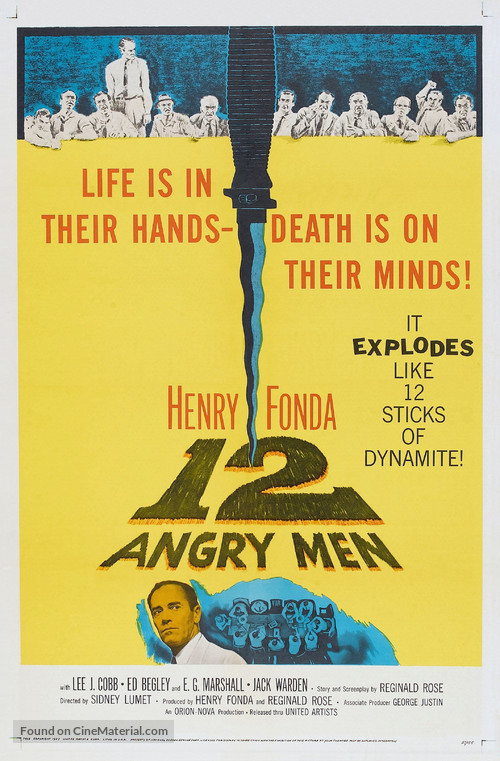 LIFE IS IN
THEIR HANDS-
DEATH IS ON
THEIR MINDS!
IT
EXPLODES
LIKE
12
STICKS
OF
DYNAMITE!
HENRY FONDA
12
ANGRY MEN
with LEE J. COBB • ED BEGLEY and E. G. MARSHALL • JACK WARDEN • Story and Screenplay by REGINALD ROSE
Directed by SIDNEY LUMET • Produced by HENRY FONDA and REGINALD ROSE • Associate Producer GEORGE JUSTIN
An ORION-NOVA Production • Released thru UNITED ARTISTS
Found on CineMaterial.com